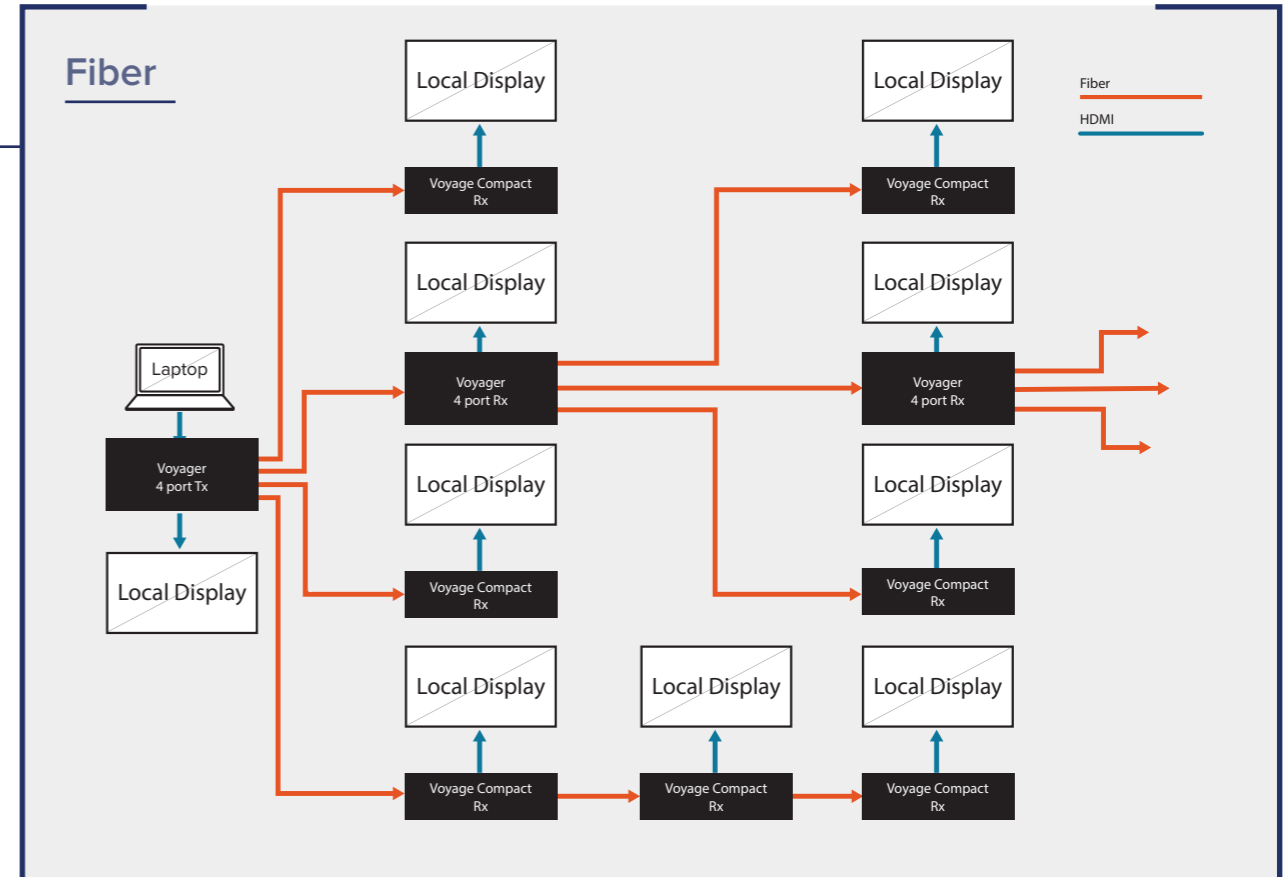 Fiber
Local Display
Local Display
Fiber
HDMI
Voyage Compact
Rx
Voyage Compact
Rx
Local Display
Local Display
Laptop
Voyager
4 port Rx
Voyager
4 port Rx
Voyager
4 port Tx
Local Display
Local Display
Local Display
Voyage Compact
Rx
Voyage Compact
Rx
Local Display
Local Display
Local Display
Voyage Compact
Rx
Voyage Compact
Rx
Voyage Compact
Rx